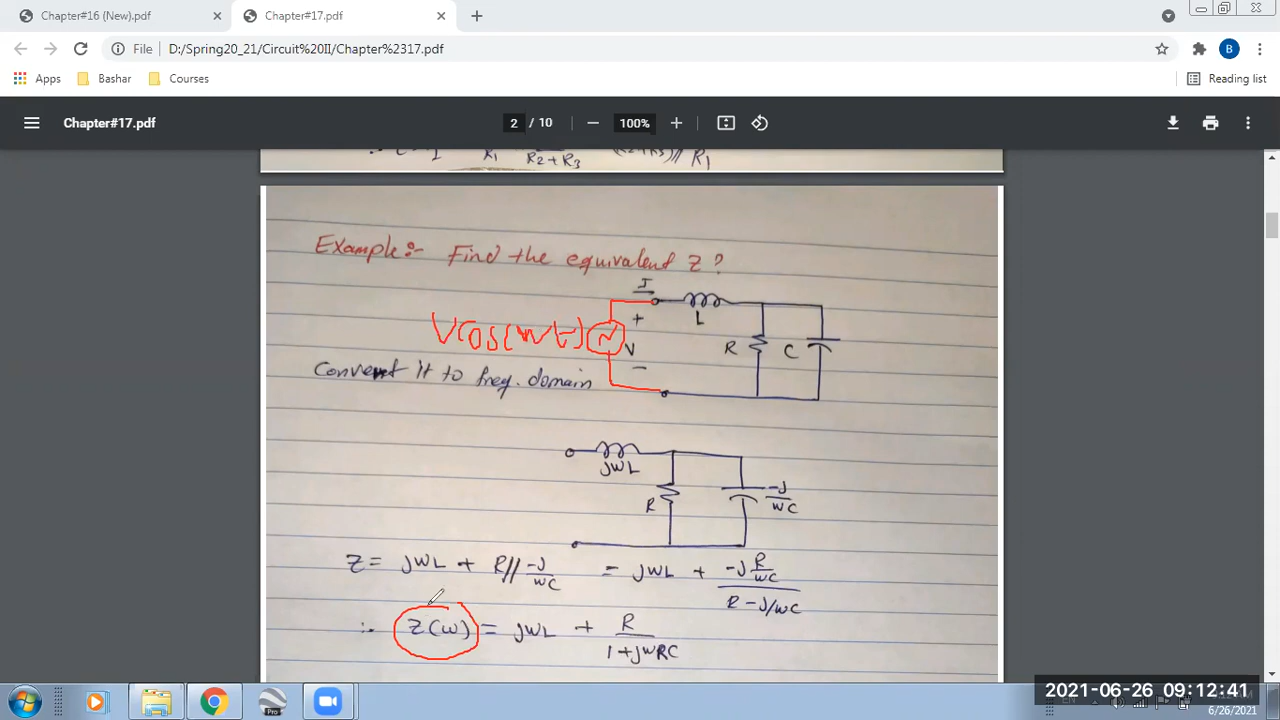 Chapter#16 (New).pdf
Chapter#17.pdf
File
D:/Spring20_21/Circuit%20II/Chapter%2317.pdf
B
Apps
Bashar
Courses
Reading list
Chapter#17.pdf
2 / 10
100%
R1
R2+R3
R1
Example:- Find the equivalent Z?
I
+
L
VCos(wt)
V
R
C
-
Convert it to freq. domain
jwL
R
-j
wC
Z = jwL + R// -j/wC = jwL + -j R/wC / R - j/wC
∴ Z(w) = jwL + R / 1+jwRC
Pro
2021-06-26 09:12:41
6/26/2021